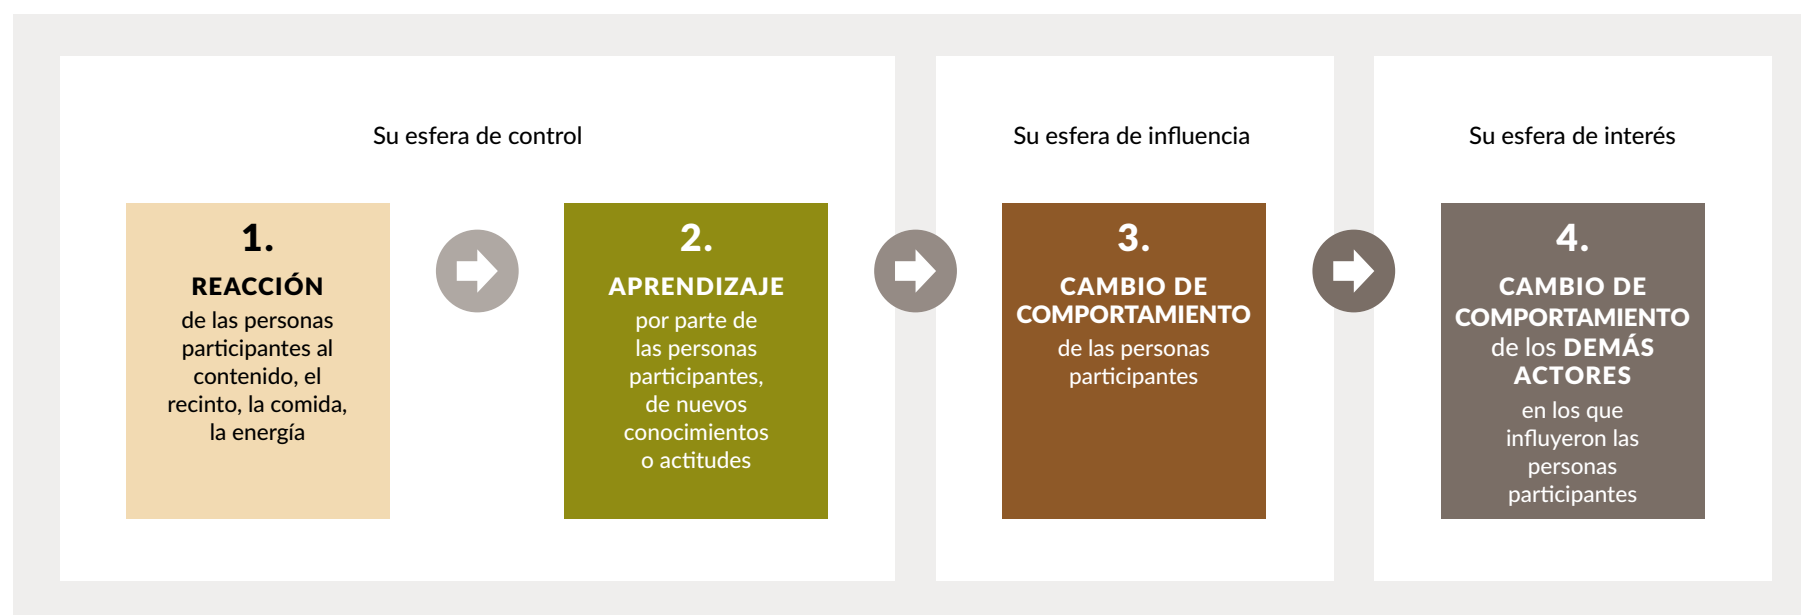 Su esfera de control
1.
REACCIÓN
de las personas
participantes al
contenido, el
recinto, la comida,
la energía
2.
APRENDIZAJE
por parte de
las personas
participantes,
de nuevos
conocimientos
o actitudes
Su esfera de influencia
3.
CAMBIO DE
COMPORTAMIENTO
de las personas
participantes
Su esfera de interés
4.
CAMBIO DE
COMPORTAMIENTO
de los DEMÁS
ACTORES
en los que
influyeron las
personas
participantes